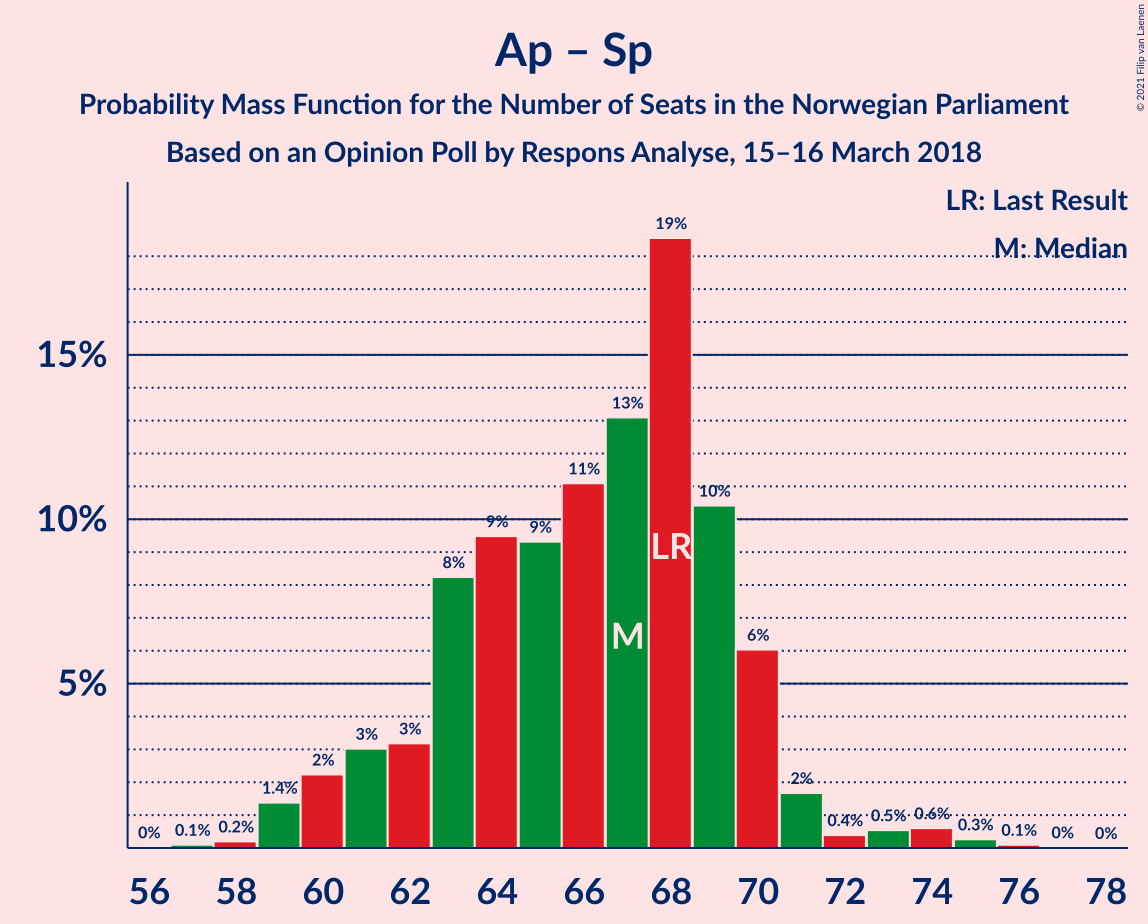 Ap – Sp
Probability Mass Function for the Number of Seats in the Norwegian Parliament
Based on an Opinion Poll by Respons Analyse, 15–16 March 2018
© 2021 Filip van Laenen
LR: Last Result
M: Median
15%
10%
5%
0%
0.1%
0.2%
1.4%
2%
3%
3%
8%
9%
9%
11%
13%
19%
10%
6%
2%
0.4%
0.5%
0.6%
0.3%
0.1%
0%
0%
M
LR
56 58 60 62 64 66 68 70 72 74 76 78